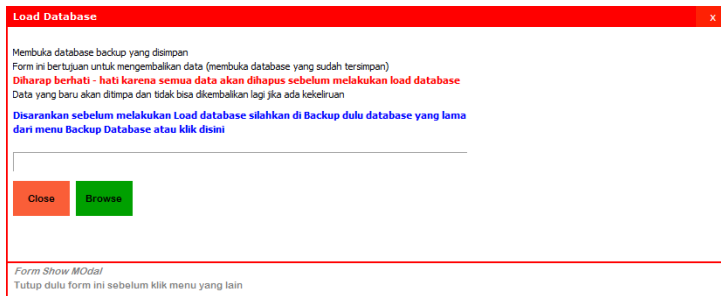 Load Database
x
Membuka database backup yang disimpan
Form ini bertujuan untuk mengembalikan data (membuka database yang sudah tersimpan)
Diharap berhati - hati karena semua data akan dihapus sebelum melakukan load database
Data yang baru akan ditimpa dan tidak bisa dikembalikan lagi jika ada kekeliruan
Disarankan sebelum melakukan Load database silahkan di Backup dulu database yang lama
dari menu Backup Database atau klik disini
Close
Browse
Form Show MOdal
Tutup dulu form ini sebelum klik menu yang lain